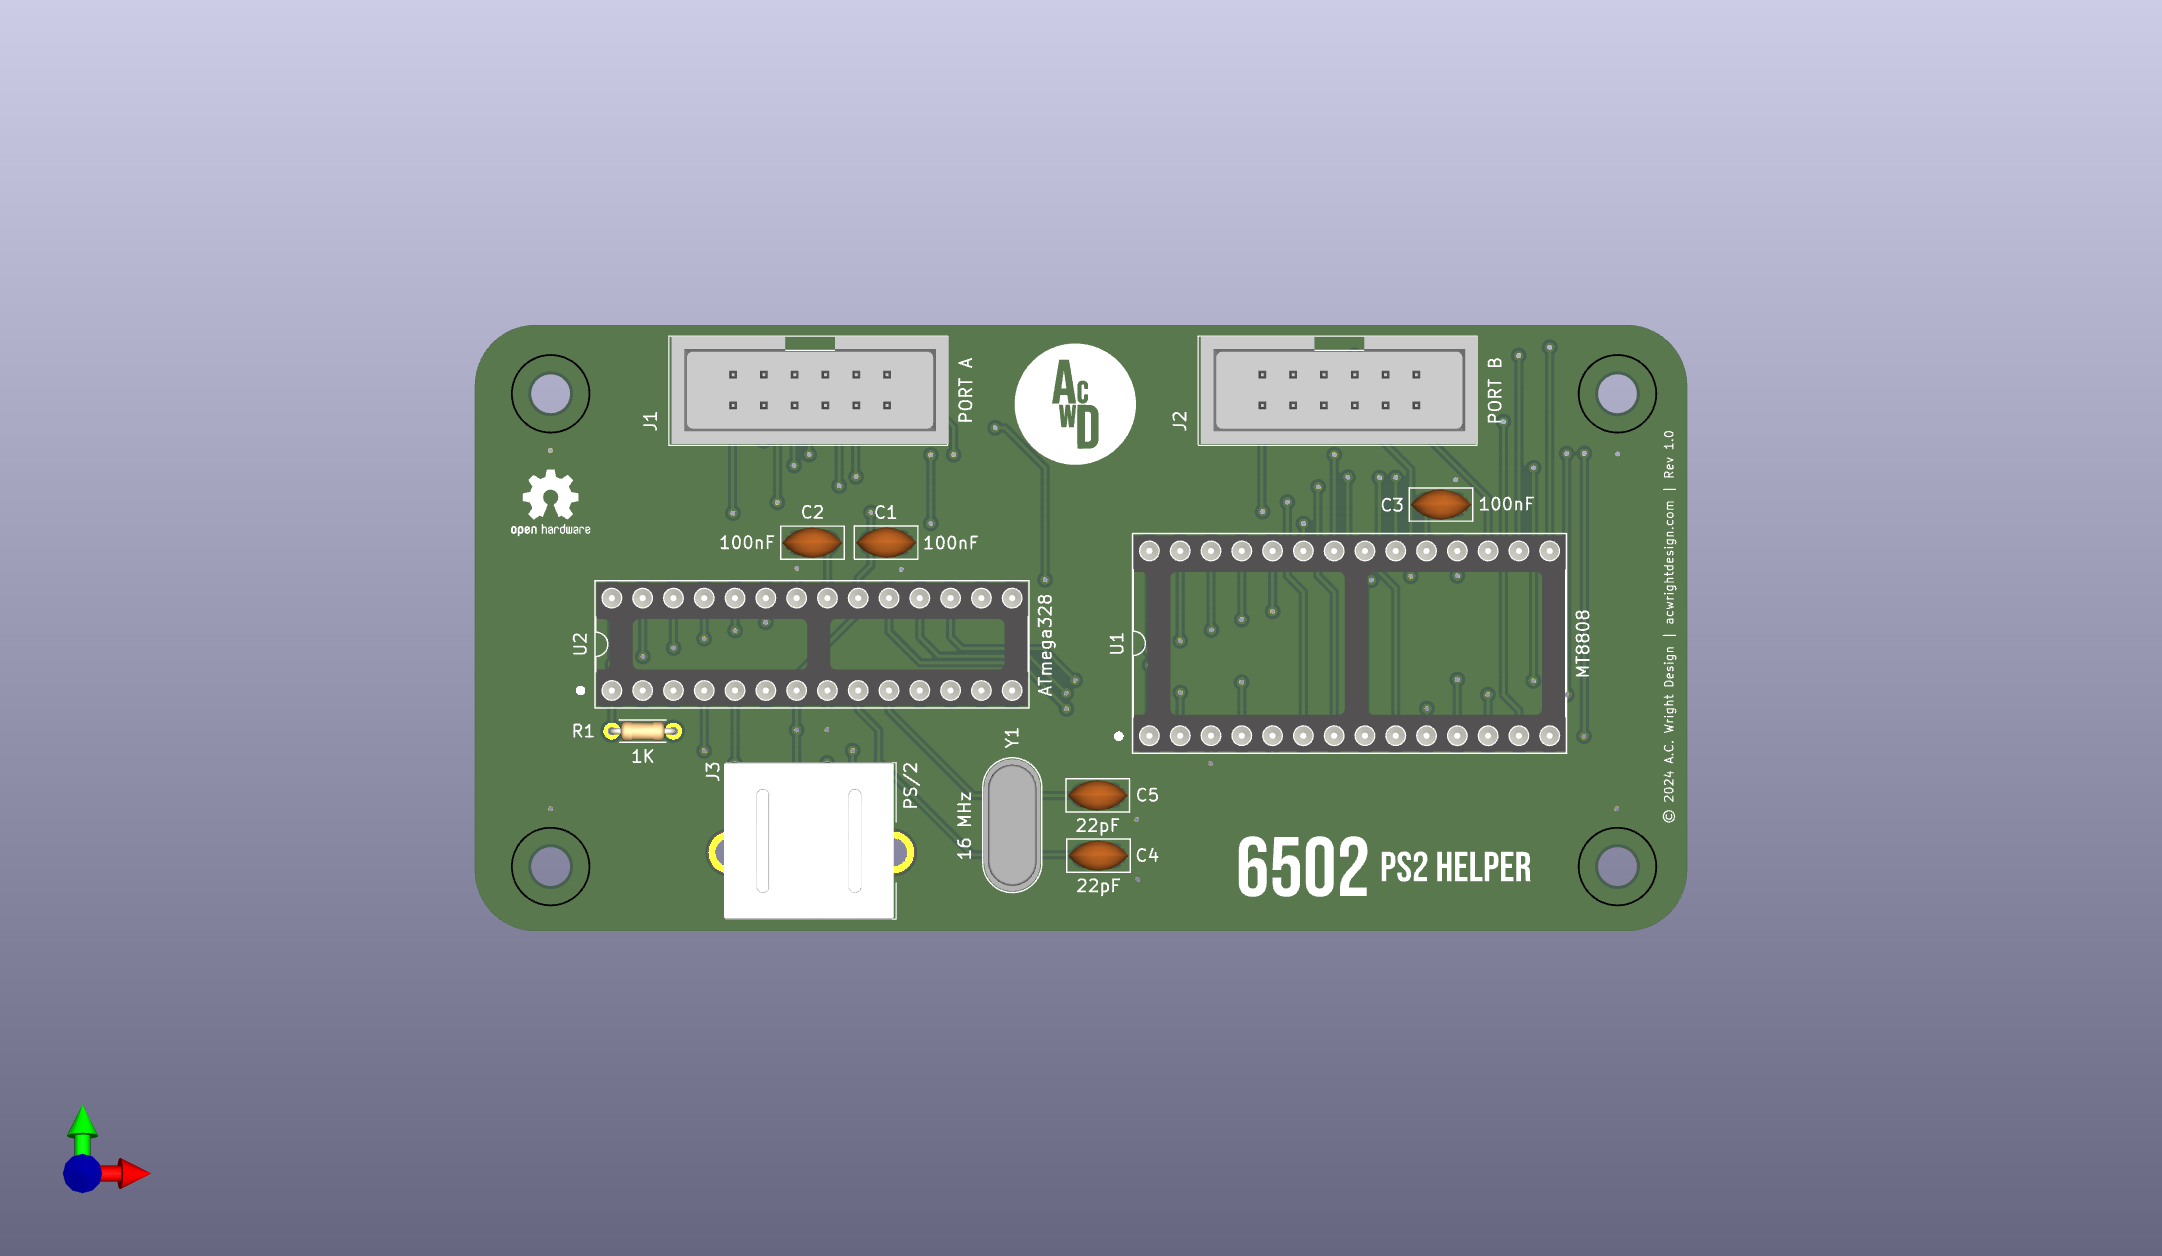 J1
PORT A
AcWD
J2
PORT B
open hardware
C2
C1
100nF
100nF
C3
100nF
U2
ATmega328
U1
MT8808
R1
1K
J3
PS/2
Y1
16 MHz
C5
22pF
C4
22pF
6502 PS2 HELPER
© 2024 A.C. Wright Design | acwrightdesign.com | Rev 1.0